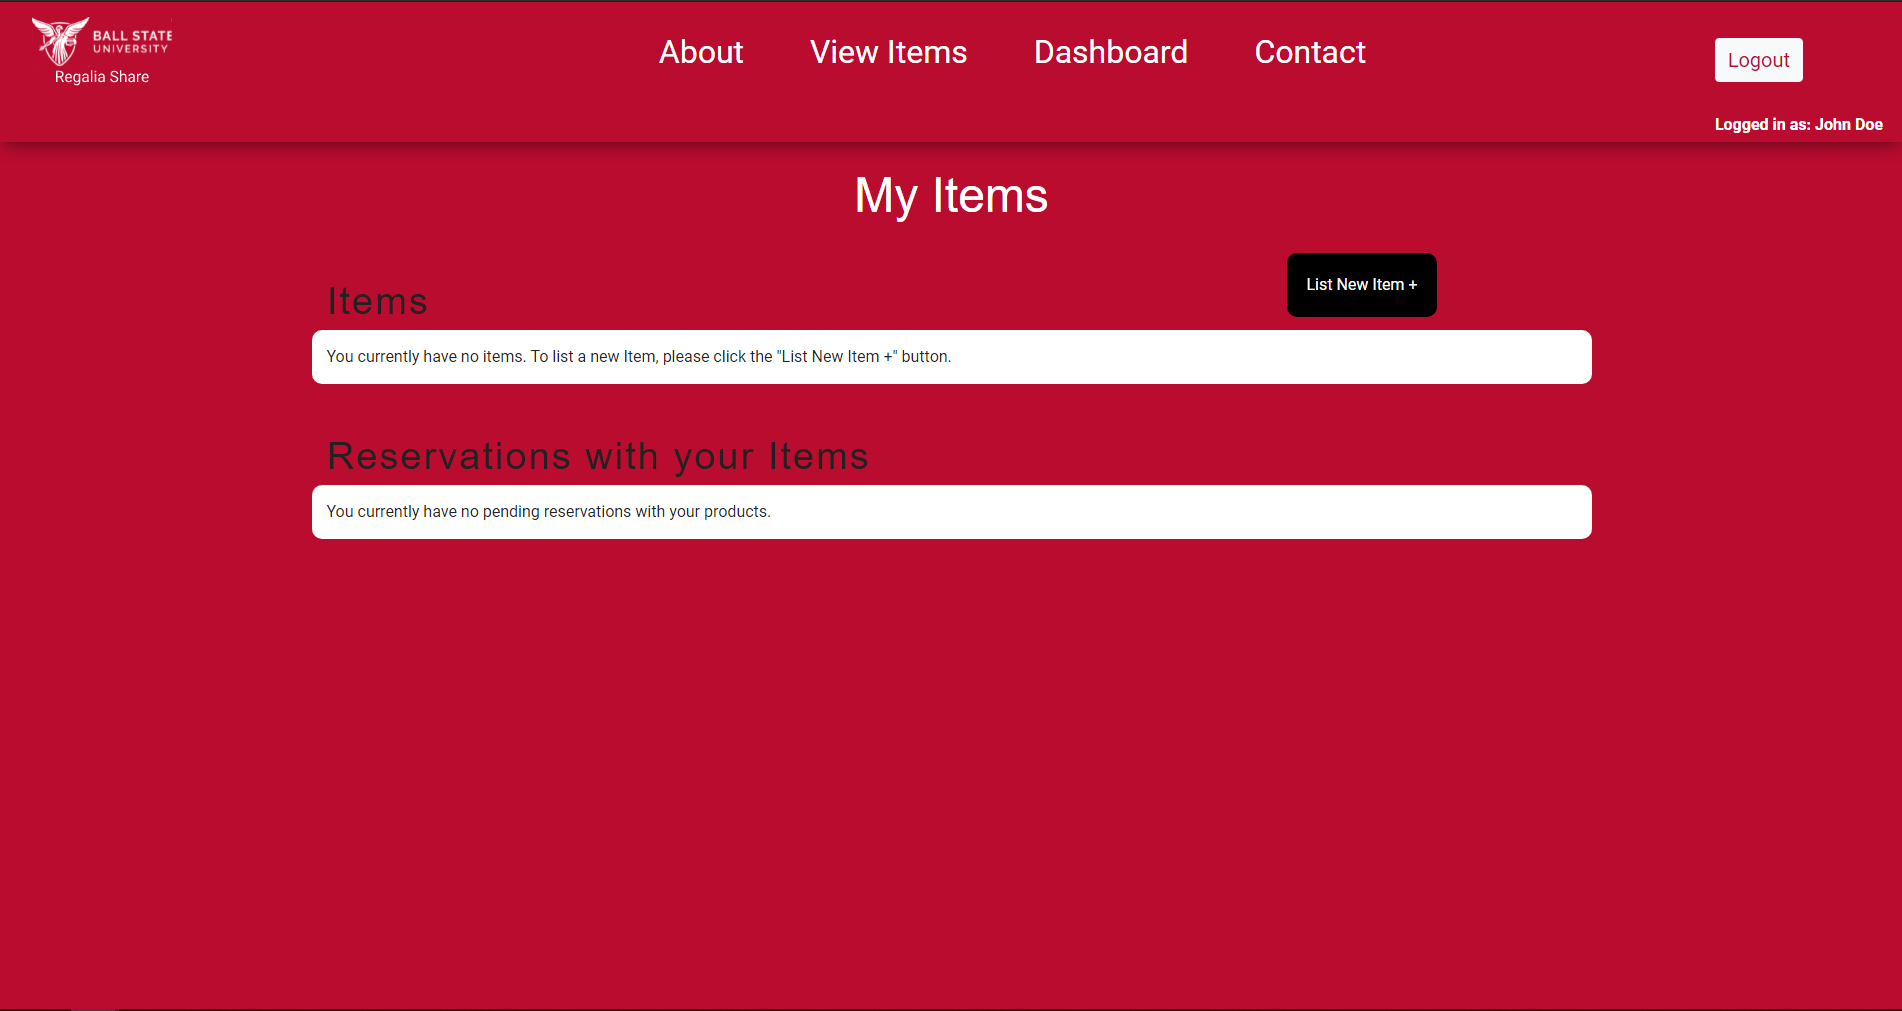 BALL STATE
UNIVERSITY
Regalia Share
About
View Items
Dashboard
Contact
Logout
Logged in as: John Doe
My Items
List New Item +
Items
You currently have no items. To list a new Item, please click the "List New Item +" button.
Reservations with your Items
You currently have no pending reservations with your products.